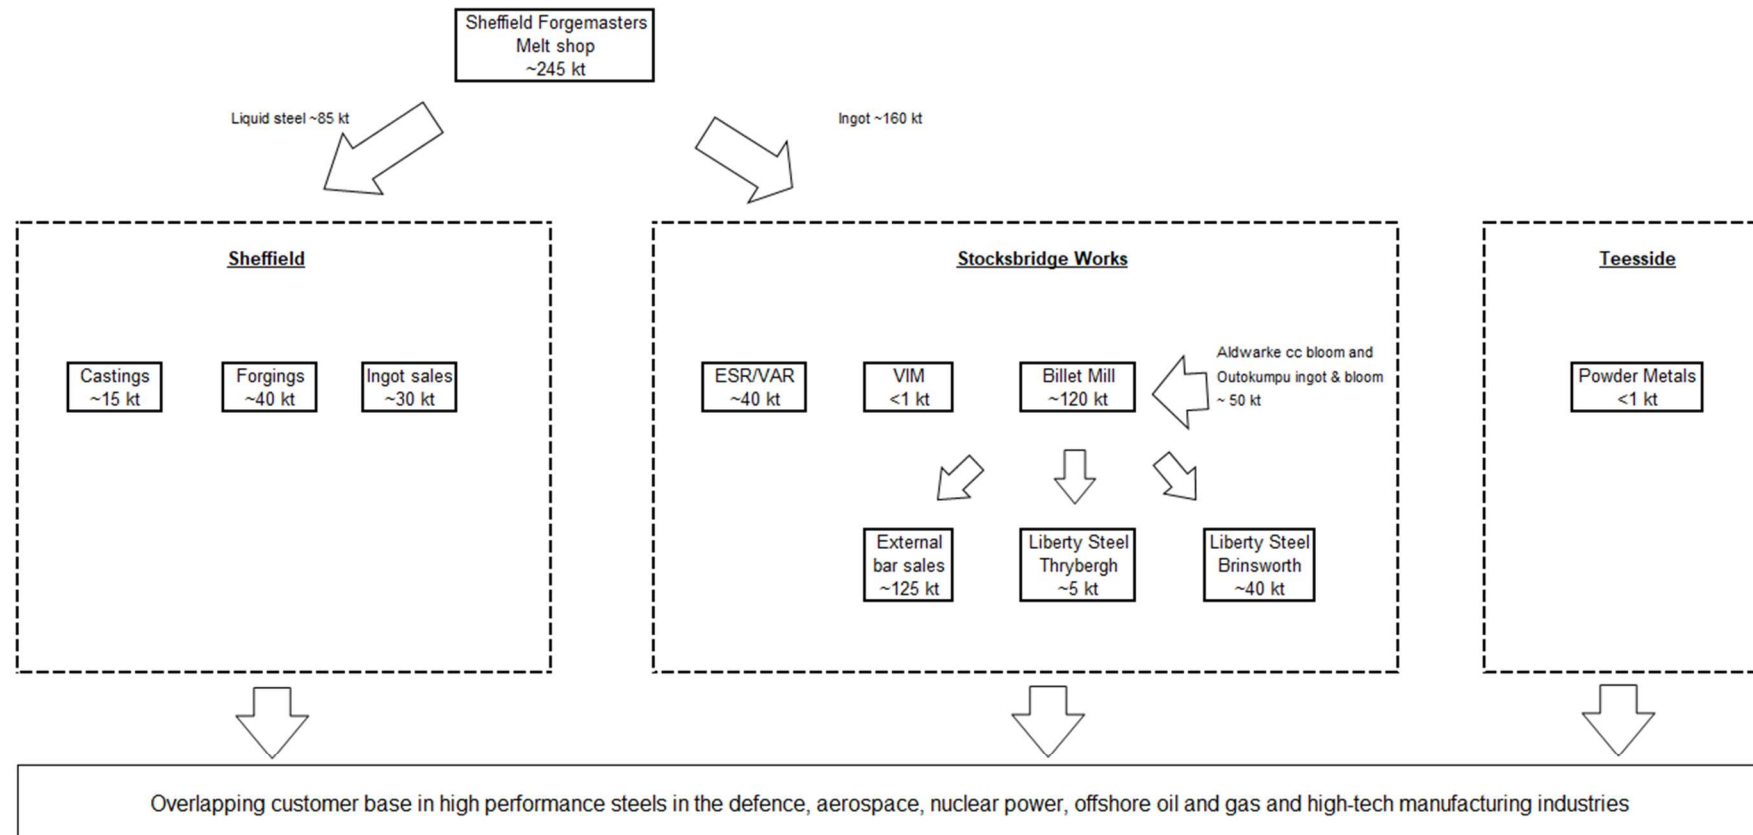 Sheffield Forgemasters
Melt shop
~245 kt
Liquid steel ~85 kt
Ingot ~160 kt
Sheffield
Castings
~15 kt
Forgings
~40 kt
Ingot sales
~30 kt
Stocksbridge Works
ESR/VAR
~40 kt
VIM
<1 kt
Billet Mill
~120 kt
Aldwarke cc bloom and
Outokumpu ingot & bloom
~ 50 kt
External
bar sales
~125 kt
Liberty Steel
Thrybergh
~5 kt
Liberty Steel
Brinsworth
~40 kt
Teesside
Powder Metals
<1 kt
Overlapping customer base in high performance steels in the defence, aerospace, nuclear power, offshore oil and gas and high-tech manufacturing industries